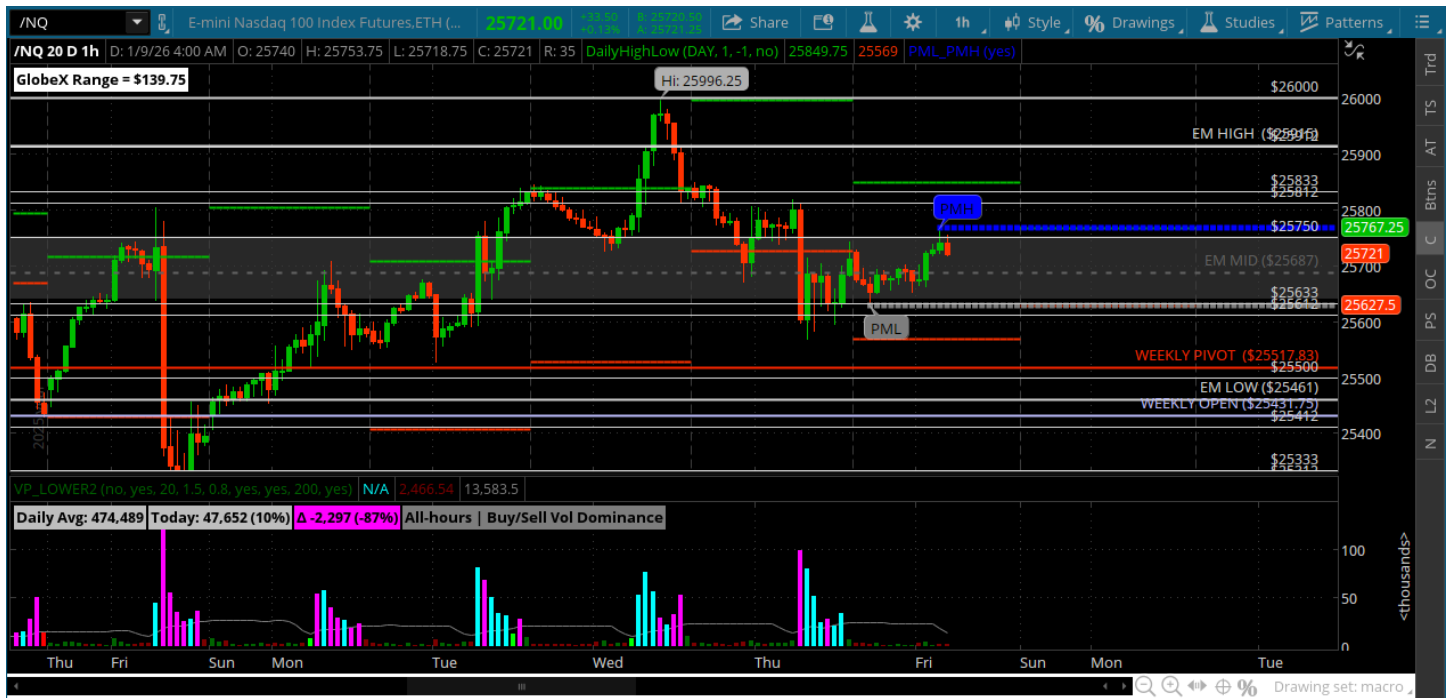 /NQ E-mini Nasdaq 100 Index Futures,ETH (... 25721.00 +33.50 +0.13% B: 25720.50 A: 25721.25 Share 1h Style Drawings Studies Patterns
/NQ 20 D 1h D: 1/9/26 4:00 AM O: 25740 H: 25753.75 L: 25718.75 C: 25721 R: 35 DailyHighLow (DAY, 1, -1, no) 25849.75 25569 PML_PMH (yes)
GlobeX Range = $139.75
Hi: 25996.25
$26000
26000
EM HIGH ($25915)
$25912
25900
$25833
$25812
25800
PMH
$25750
25767.25
25721
EM MID ($25687)
25700
$25633
$25612
25627.5
PML
25600
WEEKLY PIVOT ($25517.83)
$25500
25500
EM LOW ($25461)
WEEKLY OPEN ($25431.75)
$25412
25400
$25333
VP_LOWER2 (no, yes, 20, 1.5, 0.8, yes, yes, 200, yes) N/A 2,466.54 13,583.5
Daily Avg: 474,489 Today: 47,652 (10%) Δ -2,297 (-87%) All-hours | Buy/Sell Vol Dominance
100
50
0
<thousands>
Thu Fri Sun Mon Tue Wed Thu Fri Sun Mon Tue
Drawing set: macro
Trd
TS
AT
Btns
C
OC
PS
DB
L2
N